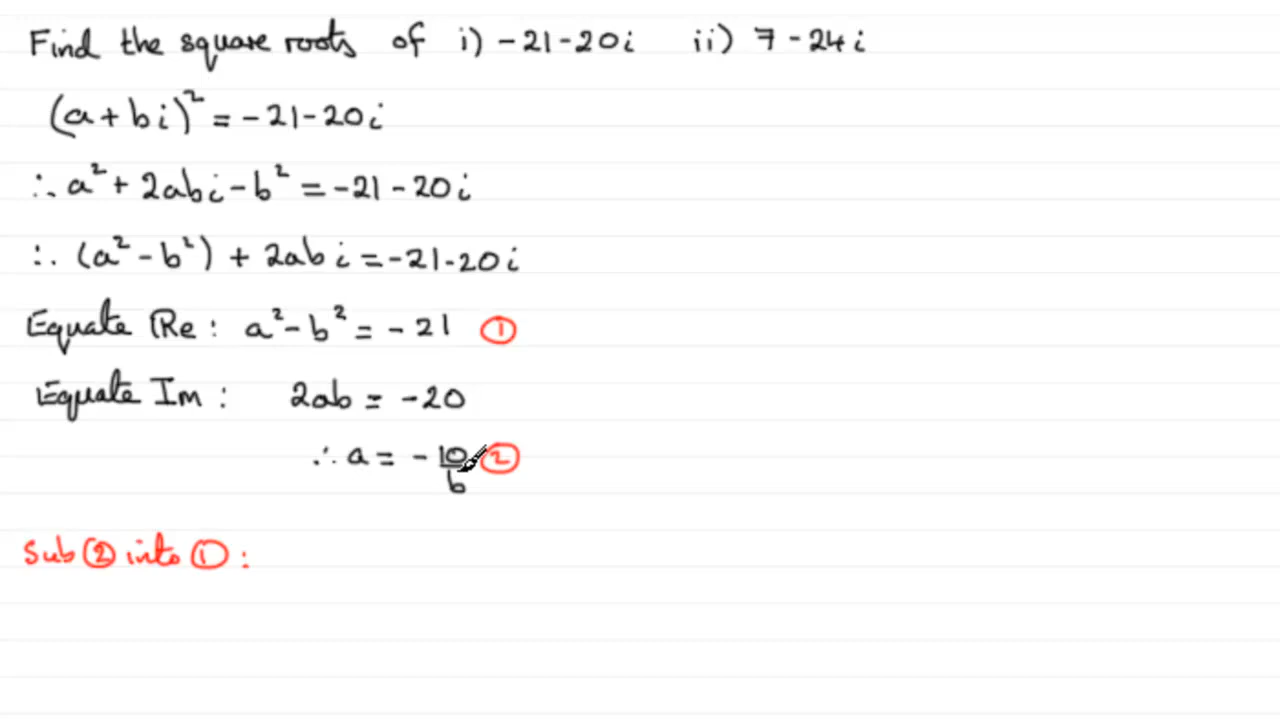 Find the square roots of i) -21-20i ii) 7-24i
(a+bi)² = -21-20i
∴ a² + 2abi - b² = -21 - 20i
∴ (a² - b²) + 2abi = -21-20i
Equate Re: a² - b² = -21 ①
Equate Im: 2ab = -20
∴ a = -10/b ②
Sub ② into ①: